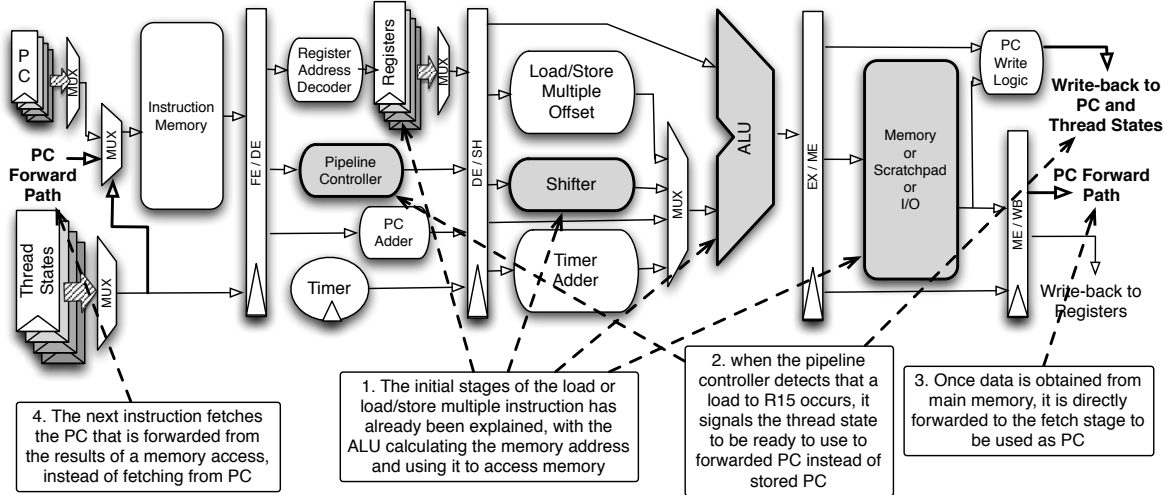 PC
MUX
MUX
PC
Forward
Path
Thread
States
MUX
Instruction
Memory
FE / DE
Register
Address
Decoder
Registers
MUX
Pipeline
Controller
PC
Adder
Timer
DE / SH
Load/Store
Multiple
Offset
Shifter
Timer
Adder
MUX
ALU
EX / ME
Memory
or
Scratchpad
or
I/O
PC
Write
Logic
Write-back to
PC and
Thread States
ME / WB
PC Forward
Path
Write-back to
Registers
4. The next instruction fetches
the PC that is forwarded from
the results of a memory access,
instead of fetching from PC
1. The initial stages of the load or
load/store multiple instruction has
already been explained, with the
ALU calculating the memory address
and using it to access memory
2. when the pipeline
controller detects that a
load to R15 occurs, it
signals the thread state
to be ready to use to
forwarded PC instead of
stored PC
3. Once data is obtained from
main memory, it is directly
forwarded to the fetch stage to
be used as PC